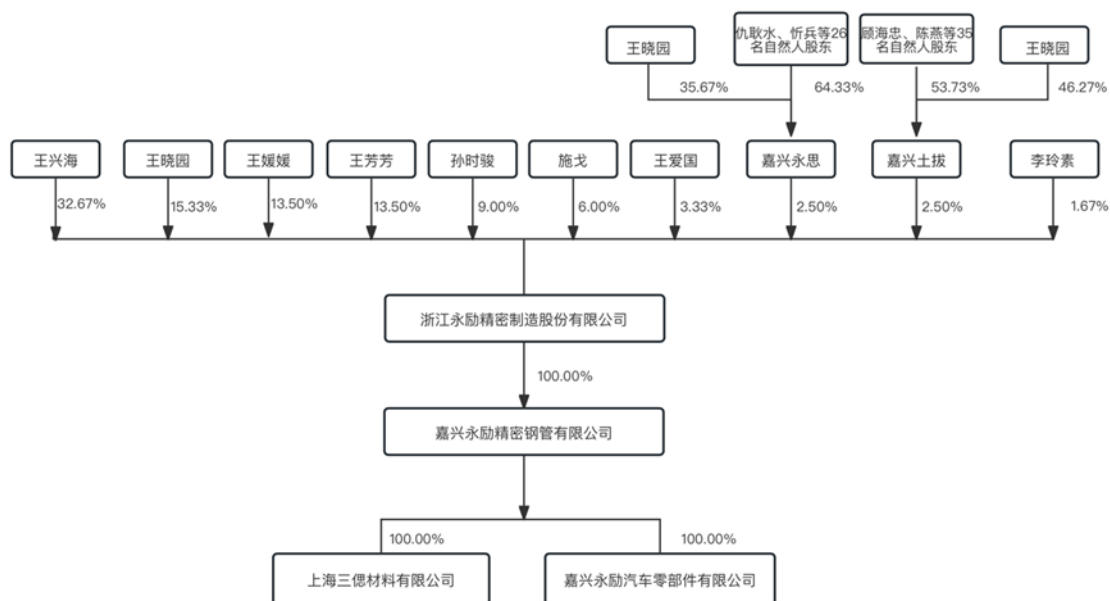 王晓园
仇耿水、忻兵等26
名自然人股东
顾海忠、陈燕等35
名自然人股东
王晓园
35.67%
64.33%
53.73%
46.27%
王兴海
王晓园
王媛媛
王芳芳
孙时骏
施戈
王爱国
嘉兴永思
嘉兴土拔
李玲素
32.67%
15.33%
13.50%
13.50%
9.00%
6.00%
3.33%
2.50%
2.50%
1.67%
浙江永励精密制造股份有限公司
100.00%
嘉兴永励精密钢管有限公司
100.00%
100.00%
上海三偲材料有限公司
嘉兴永励汽车零部件有限公司